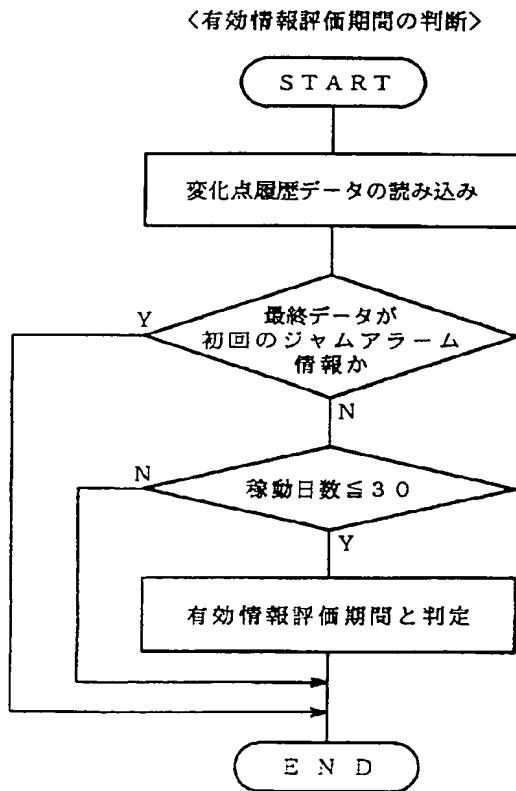 <有効情報評価期間の判断>
START
変化点履歴データの読み込み
最終データが
初回のジャムアラーム
情報か
Y
N
稼動日数≦30
N
Y
有効情報評価期間と判定
END